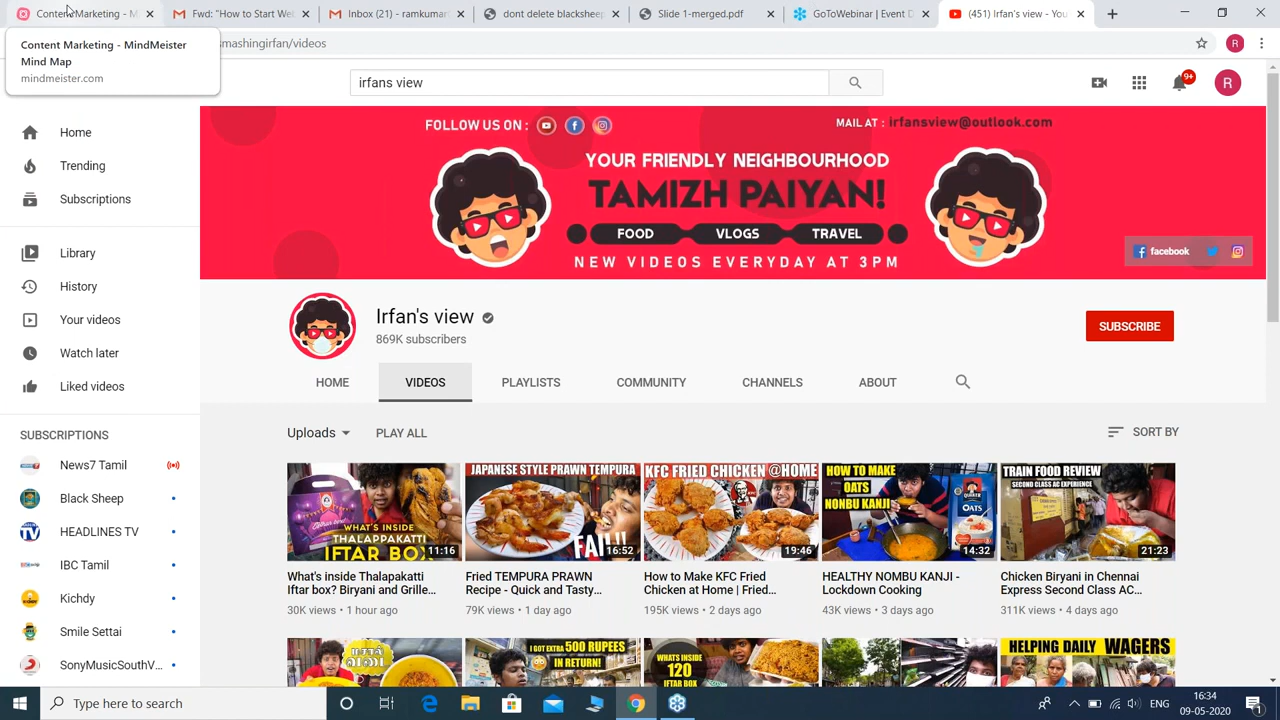 Content Marketing - M
Fwd: "How to Start Wel
Inbox (21) - ramkumar
dont delete blacksheep
Slide 1-merged.pdf
GoToWebinar | Event D
(451) Irfan's view - You
Content Marketing - MindMeister
Mind Map
mindmeister.com
smashingirfan/videos
R
irfans view
9+
R
FOLLOW US ON :
MAIL AT : irfansview@outlook.com
YOUR FRIENDLY NEIGHBOURHOOD
TAMIZH PAIYAN!
FOOD VLOGS TRAVEL
NEW VIDEOS EVERYDAY AT 3PM
facebook
Home
Trending
Subscriptions
Library
History
Your videos
Watch later
Liked videos
SUBSCRIPTIONS
News7 Tamil
Black Sheep
HEADLINES TV
IBC Tamil
Kichdy
Smile Settai
SonyMusicSouthV...
Irfan's view
869K subscribers
SUBSCRIBE
HOME VIDEOS PLAYLISTS COMMUNITY CHANNELS ABOUT
Uploads PLAY ALL SORT BY
WHAT'S INSIDE
THALAPPAKATTI
IFTAR BOX
11:16
What's inside Thalapakatti
Iftar box? Biryani and Grille...
30K views • 1 hour ago
JAPANESE STYLE PRAWN TEMPURA
FAIL!!
16:52
Fried TEMPURA PRAWN
Recipe - Quick and Tasty...
79K views • 1 day ago
KFC FRIED CHICKEN @HOME
19:46
How to Make KFC Fried
Chicken at Home | Fried...
195K views • 2 days ago
HOW TO MAKE
OATS
NONBU KANJI
QUAKER
OATS
14:32
HEALTHY NOMBU KANJI -
Lockdown Cooking
43K views • 3 days ago
TRAIN FOOD REVIEW
SECOND CLASS AC EXPERIENCE
21:23
Chicken Biryani in Chennai
Express Second Class AC...
311K views • 4 days ago
I GOT EXTRA 500 RUPEES
IN RETURN!
WHATS INSIDE
120
IFTAR BOX
HELPING DAILY WAGERS
Type here to search
ENG
16:34
09-05-2020
1